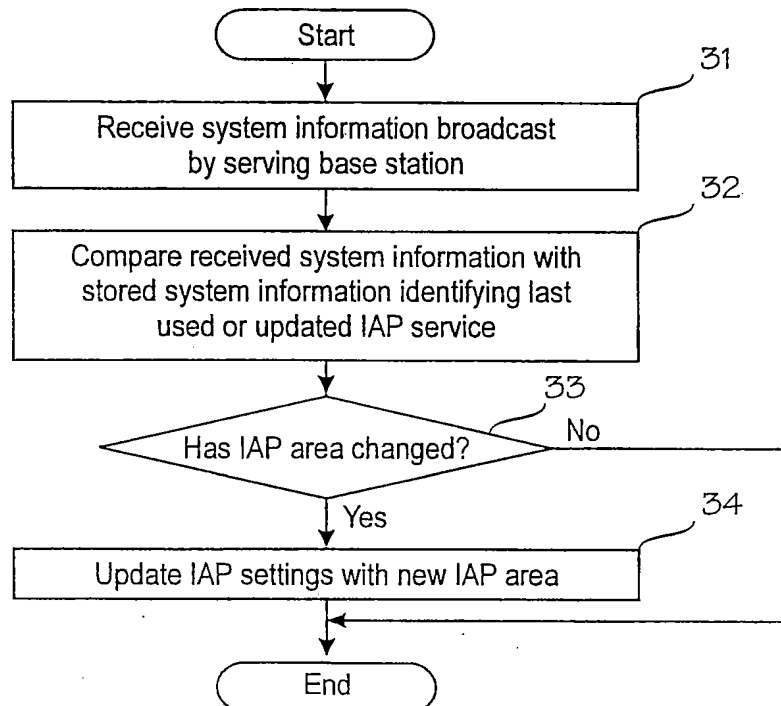 Start
31
Receive system information broadcast
by serving base station
32
Compare received system information with
stored system information identifying last
used or updated IAP service
33
Has IAP area changed?
No
Yes
34
Update IAP settings with new IAP area
End